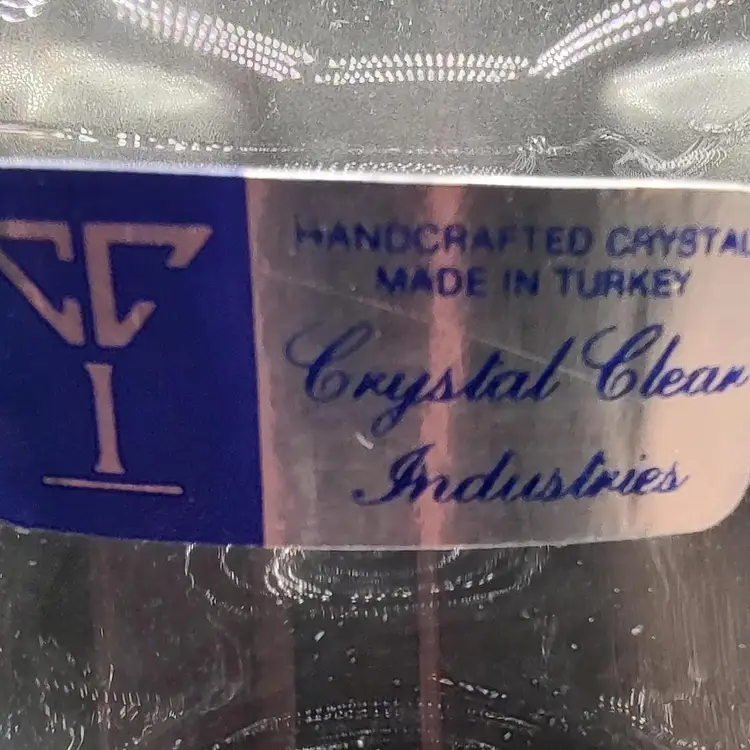 HANDCRAFTED CRYSTAL
MADE IN TURKEY
Crystal Clear
Industries